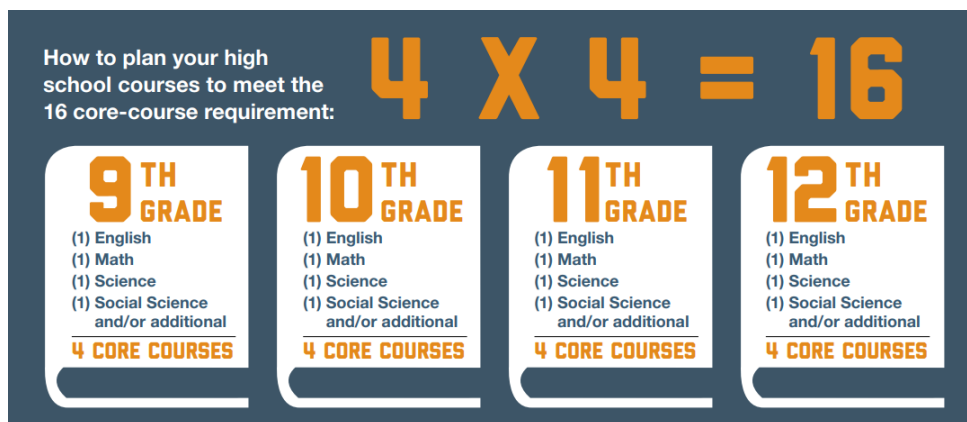 How to plan your high
school courses to meet the
16 core-course requirement:
4 X 4 = 16
9TH
GRADE
(1) English
(1) Math
(1) Science
(1) Social Science
and/or additional
4 CORE COURSES
10TH
GRADE
(1) English
(1) Math
(1) Science
(1) Social Science
and/or additional
4 CORE COURSES
11TH
GRADE
(1) English
(1) Math
(1) Science
(1) Social Science
and/or additional
4 CORE COURSES
12TH
GRADE
(1) English
(1) Math
(1) Science
(1) Social Science
and/or additional
4 CORE COURSES